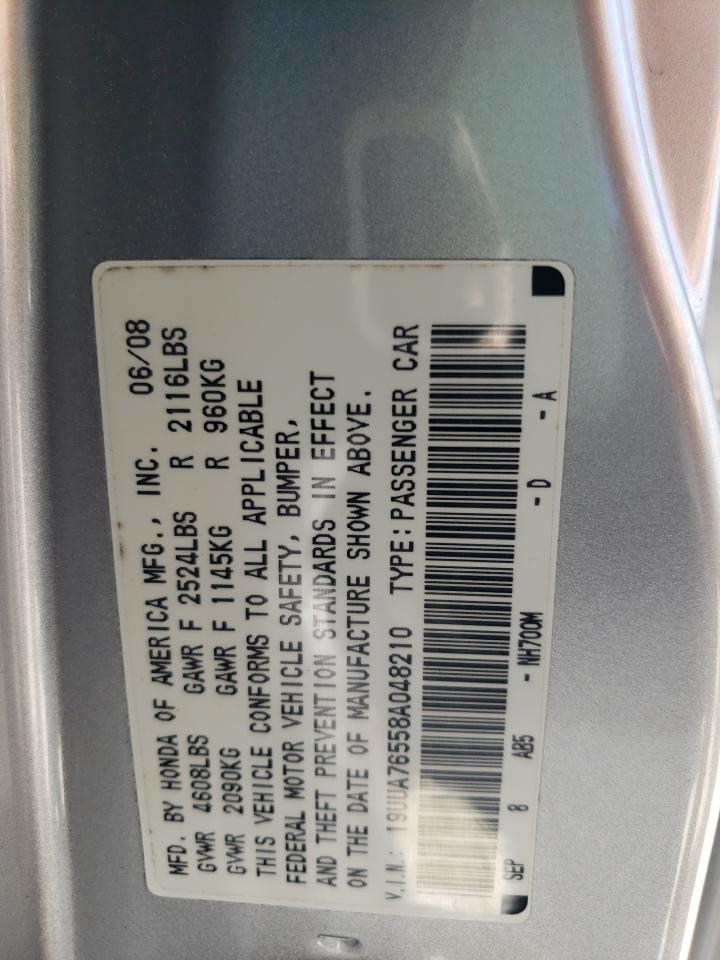 MFD. BY HONDA OF AMERICA MFG., INC. 06/08
GVWR 4608LBS GAWR F 2524LBS R 2116LBS
GVWR 2090KG GAWR F 1145KG R 960KG
THIS VEHICLE CONFORMS TO ALL APPLICABLE
FEDERAL MOTOR VEHICLE SAFETY, BUMPER,
AND THEFT PREVENTION STANDARDS IN EFFECT
ON THE DATE OF MANUFACTURE SHOWN ABOVE.
V.I.N.: 19UUA76558A048210 TYPE:PASSENGER CAR
SEP 8 AB5 - NH700M - D - A